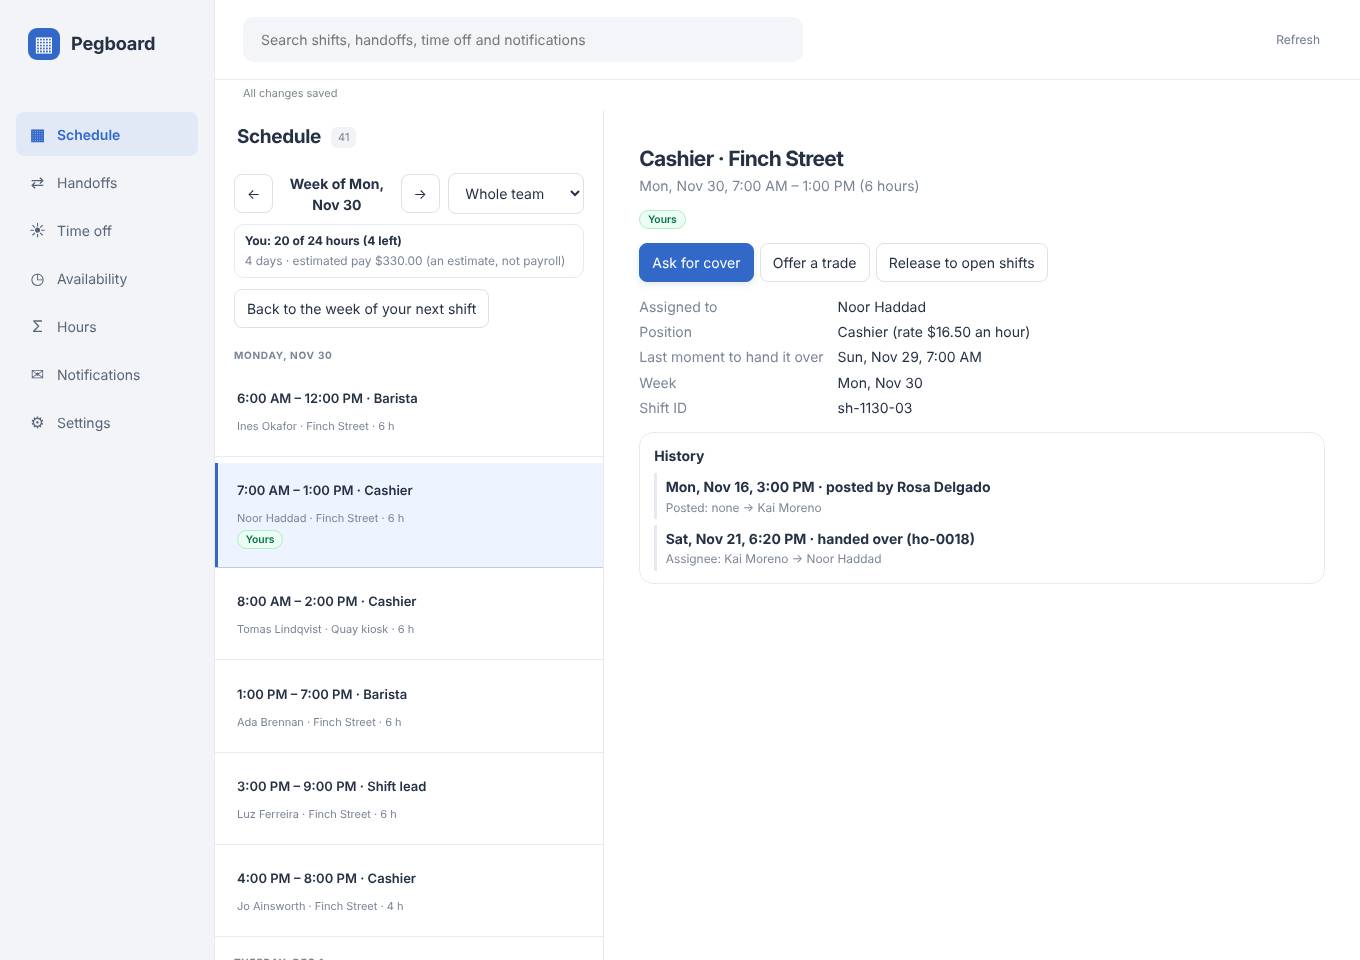 Pegboard
Search shifts, handoffs, time off and notifications
Refresh
All changes saved
Schedule
Handoffs
Time off
Availability
Hours
Notifications
Settings
Schedule 41
← Week of Mon, Nov 30 → Whole team
You: 20 of 24 hours (4 left)
4 days · estimated pay $330.00 (an estimate, not payroll)
Back to the week of your next shift
MONDAY, NOV 30
6:00 AM – 12:00 PM · Barista
Ines Okafor · Finch Street · 6 h
7:00 AM – 1:00 PM · Cashier
Noor Haddad · Finch Street · 6 h
Yours
8:00 AM – 2:00 PM · Cashier
Tomas Lindqvist · Quay kiosk · 6 h
1:00 PM – 7:00 PM · Barista
Ada Brennan · Finch Street · 6 h
3:00 PM – 9:00 PM · Shift lead
Luz Ferreira · Finch Street · 6 h
4:00 PM – 8:00 PM · Cashier
Jo Ainsworth · Finch Street · 4 h
Cashier · Finch Street
Mon, Nov 30, 7:00 AM – 1:00 PM (6 hours)
Yours
Ask for cover
Offer a trade
Release to open shifts
Assigned to Noor Haddad
Position Cashier (rate $16.50 an hour)
Last moment to hand it over Sun, Nov 29, 7:00 AM
Week Mon, Nov 30
Shift ID sh-1130-03
History
Mon, Nov 16, 3:00 PM · posted by Rosa Delgado
Posted: none → Kai Moreno
Sat, Nov 21, 6:20 PM · handed over (ho-0018)
Assignee: Kai Moreno → Noor Haddad